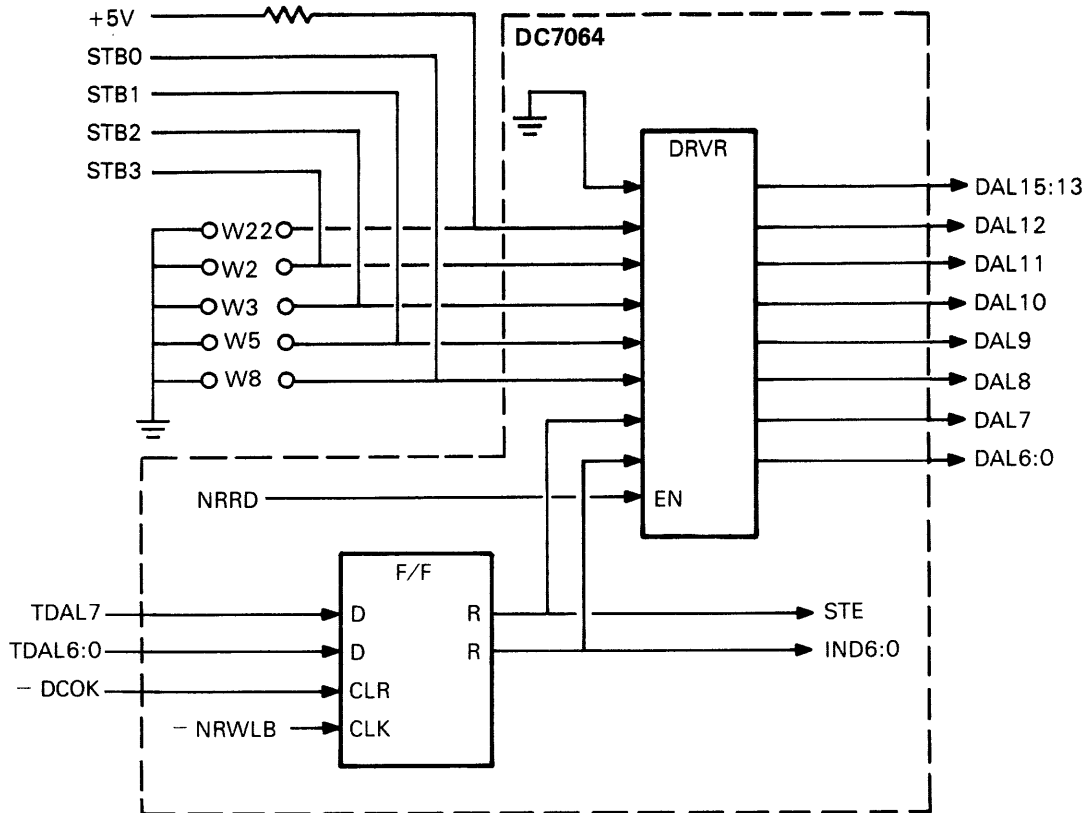 +5V
DC7064
STB0
STB1
STB2
STB3
DRVR
DAL15:13
W22
DAL12
W2
DAL11
W3
DAL10
W5
DAL9
W8
DAL8
DAL7
DAL6:0
NRRD
EN
F/F
TDAL7
D
R
STE
TDAL6:0
D
R
IND6:0
– DCOK
CLR
– NRWLB
CLK